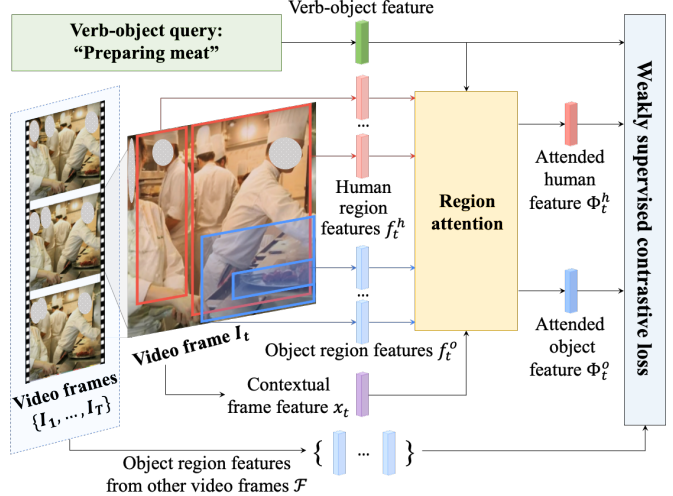 Verb-object feature
Verb-object query:
“Preparing meat”
...
Human
region
features f_t^h
Region
attention
Attended
human
feature Φ_t^h
Weakly supervised contrastive loss
...
Object region features f_t^o
Attended
object
feature Φ_t^o
Video frame I_t
Contextual
frame feature x_t
Video frames
{I_1, ..., I_T}
Object region features
from other video frames ℱ
{ ... }